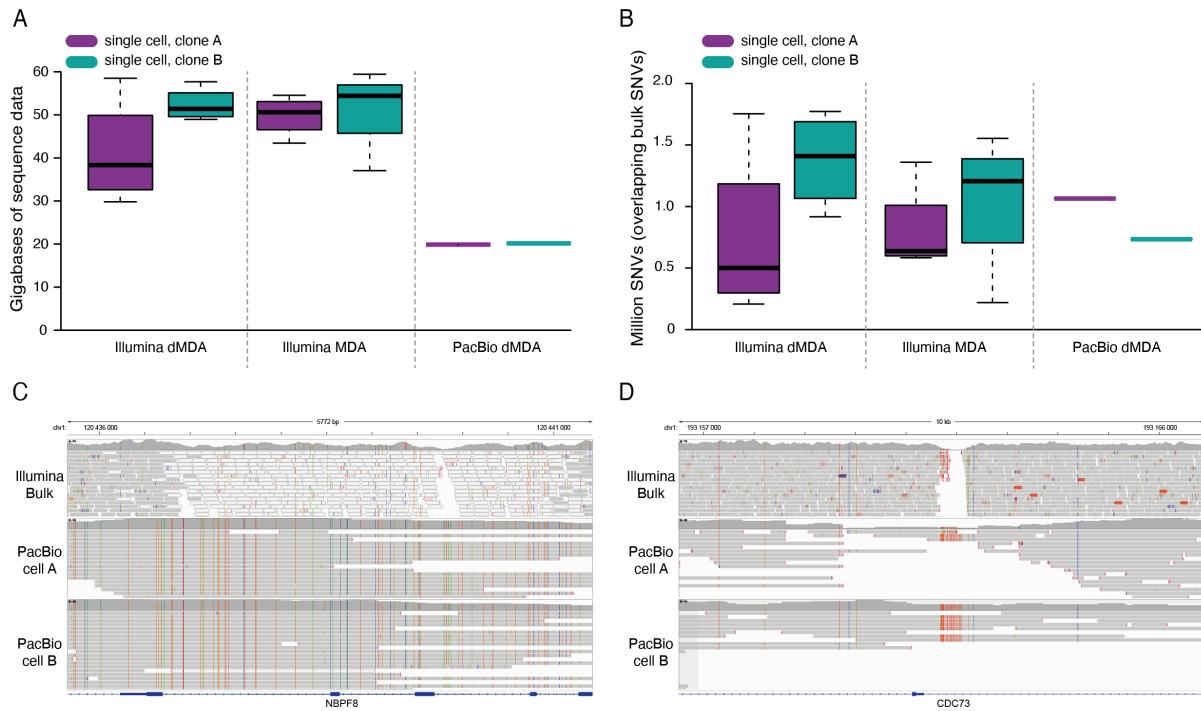 A
single cell, clone A
single cell, clone B
Gigabases of sequence data
60
50
40
30
20
10
0
Illumina dMDA
Illumina MDA
PacBio dMDA
B
single cell, clone A
single cell, clone B
Million SNVs (overlapping bulk SNVs)
2.0
1.5
1.0
0.5
0
Illumina dMDA
Illumina MDA
PacBio dMDA
C
chr1:
120 436 000
5772 bp
120 441 000
Illumina
Bulk
PacBio
cell A
PacBio
cell B
NBPF8
D
chr1:
193 157 000
10 kb
193 166 000
Illumina
Bulk
PacBio
cell A
PacBio
cell B
CDC73